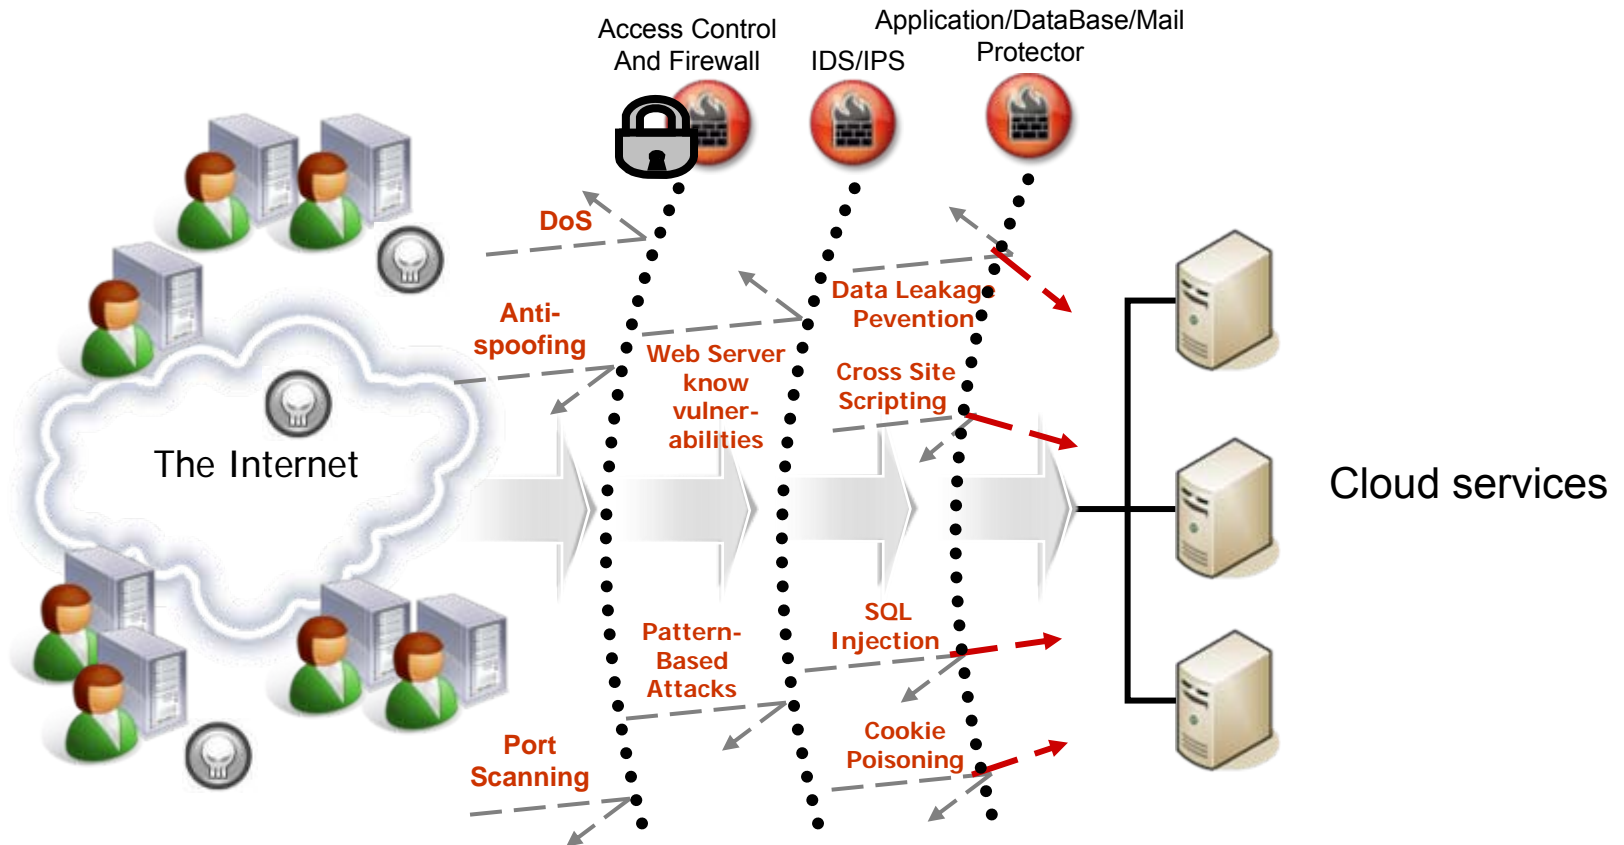 Access Control
And Firewall
IDS/IPS
Application/DataBase/Mail
Protector
DoS
Anti-
spoofing
Web Server
know
vulner-
abilities
Data Leakage
Pevention
Cross Site
Scripting
The Internet
Cloud services
SQL
Injection
Pattern-
Based
Attacks
Cookie
Poisoning
Port
Scanning